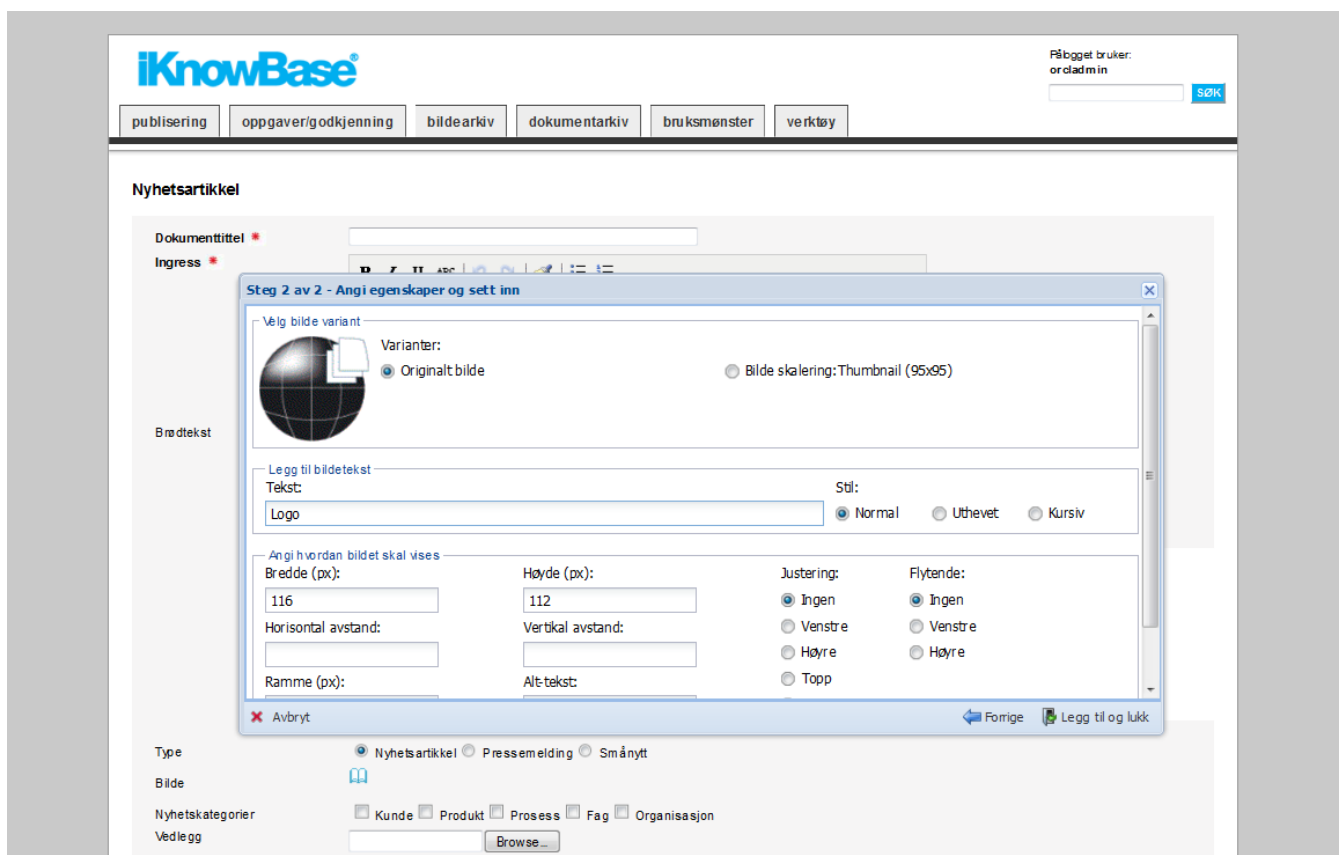 iKnowBase®
Pålogget bruker:
orcladmin
SØK
publisering oppgaver/godkjenning bildearkiv dokumentarkiv bruksmønster verktøy
Nyhetsartikkel
Dokumenttittel *
Ingress *
B I U ABC
Steg 2 av 2 - Angi egenskaper og sett inn
Velg bilde variant
Varianter:
Originalt bilde Bilde skalering:Thumbnail (95x95)
Brødtekst
Legg til bildetekst
Tekst: Stil:
Logo Normal Uthevet Kursiv
Angi hvordan bildet skal vises
Bredde (px): Høyde (px): Justering: Flytende:
116 112 Ingen Ingen
Horisontal avstand: Vertikal avstand: Venstre Venstre
Høyre Høyre
Ramme (px): Alt-tekst: Topp
Avbryt Forrige Legg til og lukk
Type Nyhetsartikkel Pressemelding Smånytt
Bilde
Nyhetskategorier Kunde Produkt Prosess Fag Organisasjon
Vedlegg Browse...